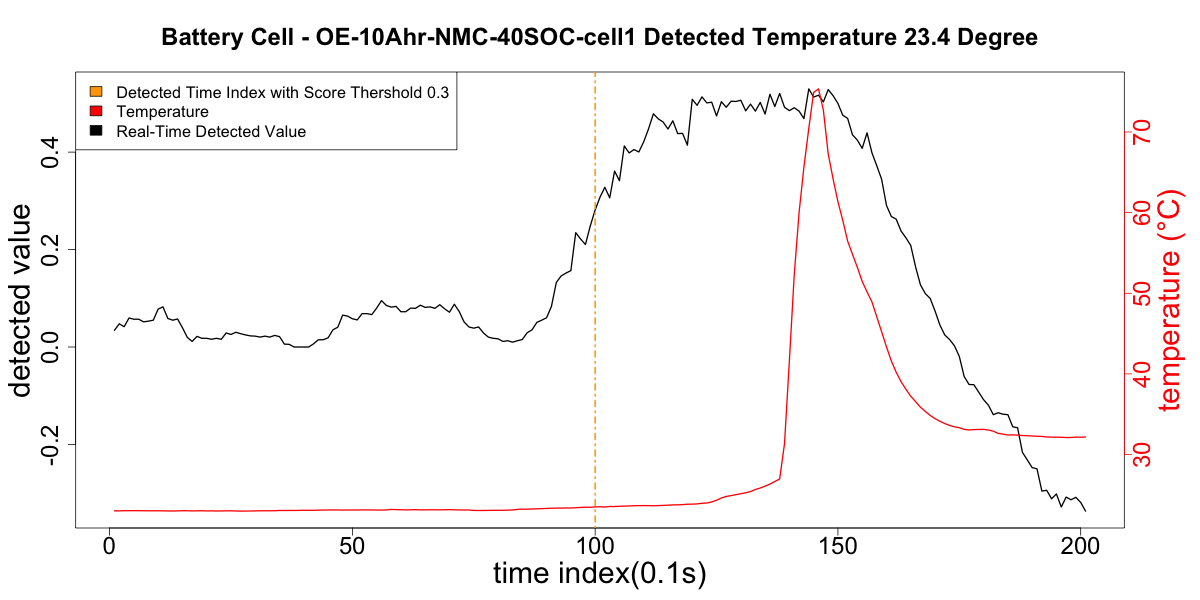 Battery Cell - OE-10Ahr-NMC-40SOC-cell1 Detected Temperature 23.4 Degree
Detected Time Index with Score Thershold 0.3
Temperature
Real-Time Detected Value
detected value
-0.2
0.0
0.2
0.4
0
50
100
150
200
time index(0.1s)
30
40
50
60
70
temperature (°C)